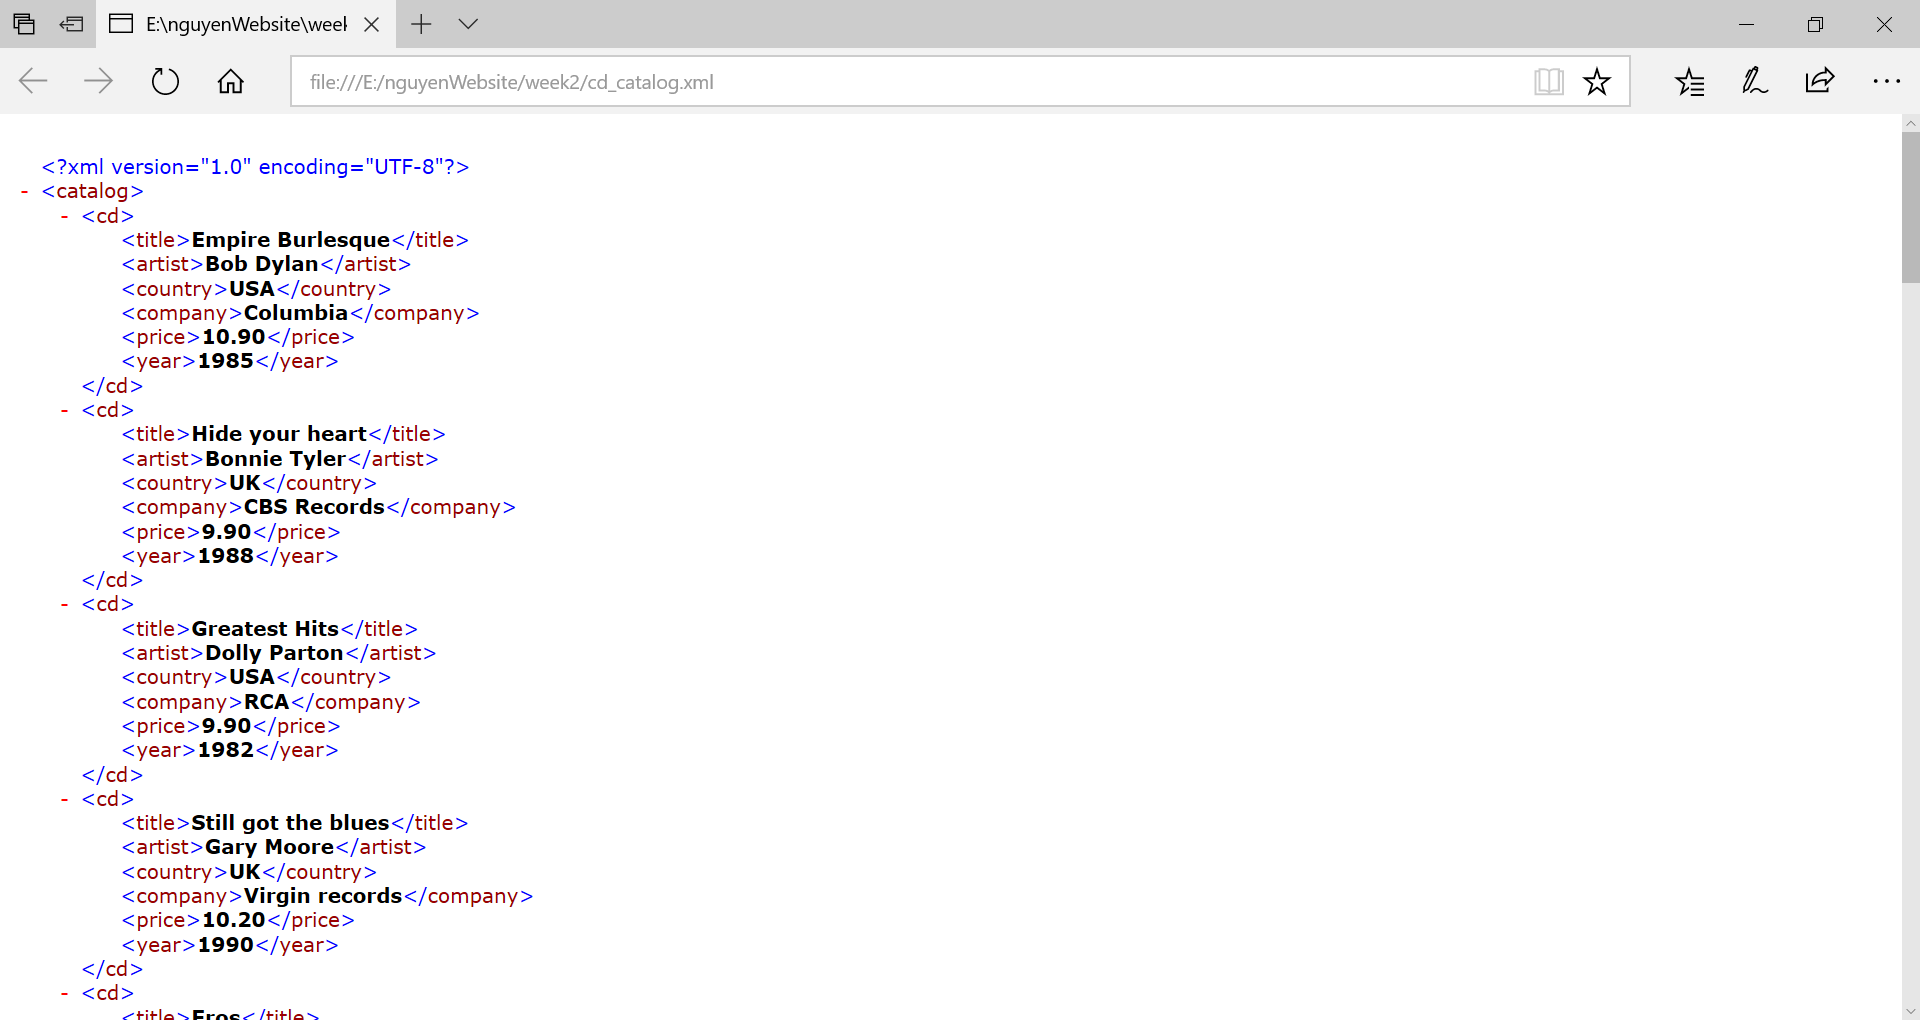 E:\nguyenWebsite\week
file:///E:/nguyenWebsite/week2/cd_catalog.xml
<?xml version="1.0" encoding="UTF-8"?>
- <catalog>
- <cd>
<title>Empire Burlesque</title>
<artist>Bob Dylan</artist>
<country>USA</country>
<company>Columbia</company>
<price>10.90</price>
<year>1985</year>
</cd>
- <cd>
<title>Hide your heart</title>
<artist>Bonnie Tyler</artist>
<country>UK</country>
<company>CBS Records</company>
<price>9.90</price>
<year>1988</year>
</cd>
- <cd>
<title>Greatest Hits</title>
<artist>Dolly Parton</artist>
<country>USA</country>
<company>RCA</company>
<price>9.90</price>
<year>1982</year>
</cd>
- <cd>
<title>Still got the blues</title>
<artist>Gary Moore</artist>
<country>UK</country>
<company>Virgin records</company>
<price>10.20</price>
<year>1990</year>
</cd>
- <cd>
<title>Eros</title>